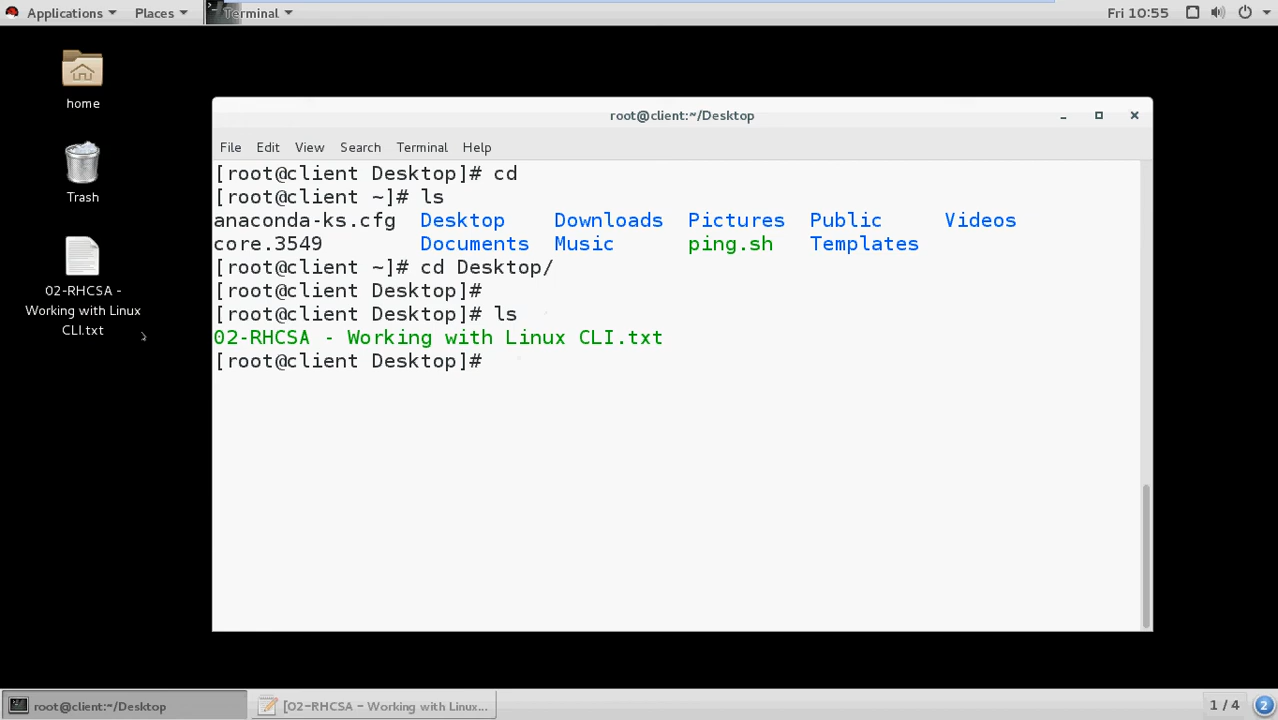 Applications Places Terminal Fri 10:55
home
Trash
02-RHCSA -
Working with Linux
CLI.txt
root@client:~/Desktop
File Edit View Search Terminal Help
[root@client Desktop]# cd
[root@client ~]# ls
anaconda-ks.cfg Desktop Downloads Pictures Public Videos
core.3549 Documents Music ping.sh Templates
[root@client ~]# cd Desktop/
[root@client Desktop]#
[root@client Desktop]# ls
02-RHCSA - Working with Linux CLI.txt
[root@client Desktop]#
root@client:~/Desktop [02-RHCSA - Working with Linux... 1 / 4 2